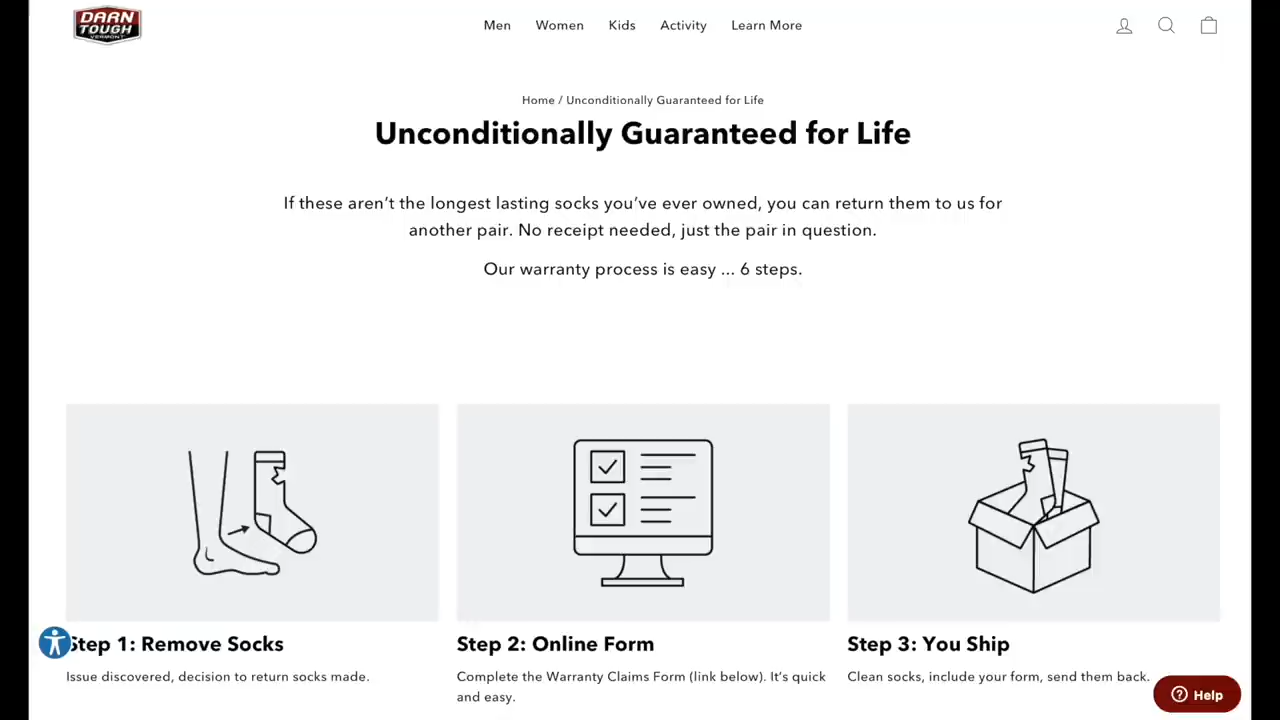 DARN
TOUGH
VERMONT
Men Women Kids Activity Learn More
Home / Unconditionally Guaranteed for Life
Unconditionally Guaranteed for Life
If these aren’t the longest lasting socks you’ve ever owned, you can return them to us for
another pair. No receipt needed, just the pair in question.
Our warranty process is easy ... 6 steps.
Step 1: Remove Socks
Issue discovered, decision to return socks made.
Step 2: Online Form
Complete the Warranty Claims Form (link below). It’s quick
and easy.
Step 3: You Ship
Clean socks, include your form, send them back.
Help